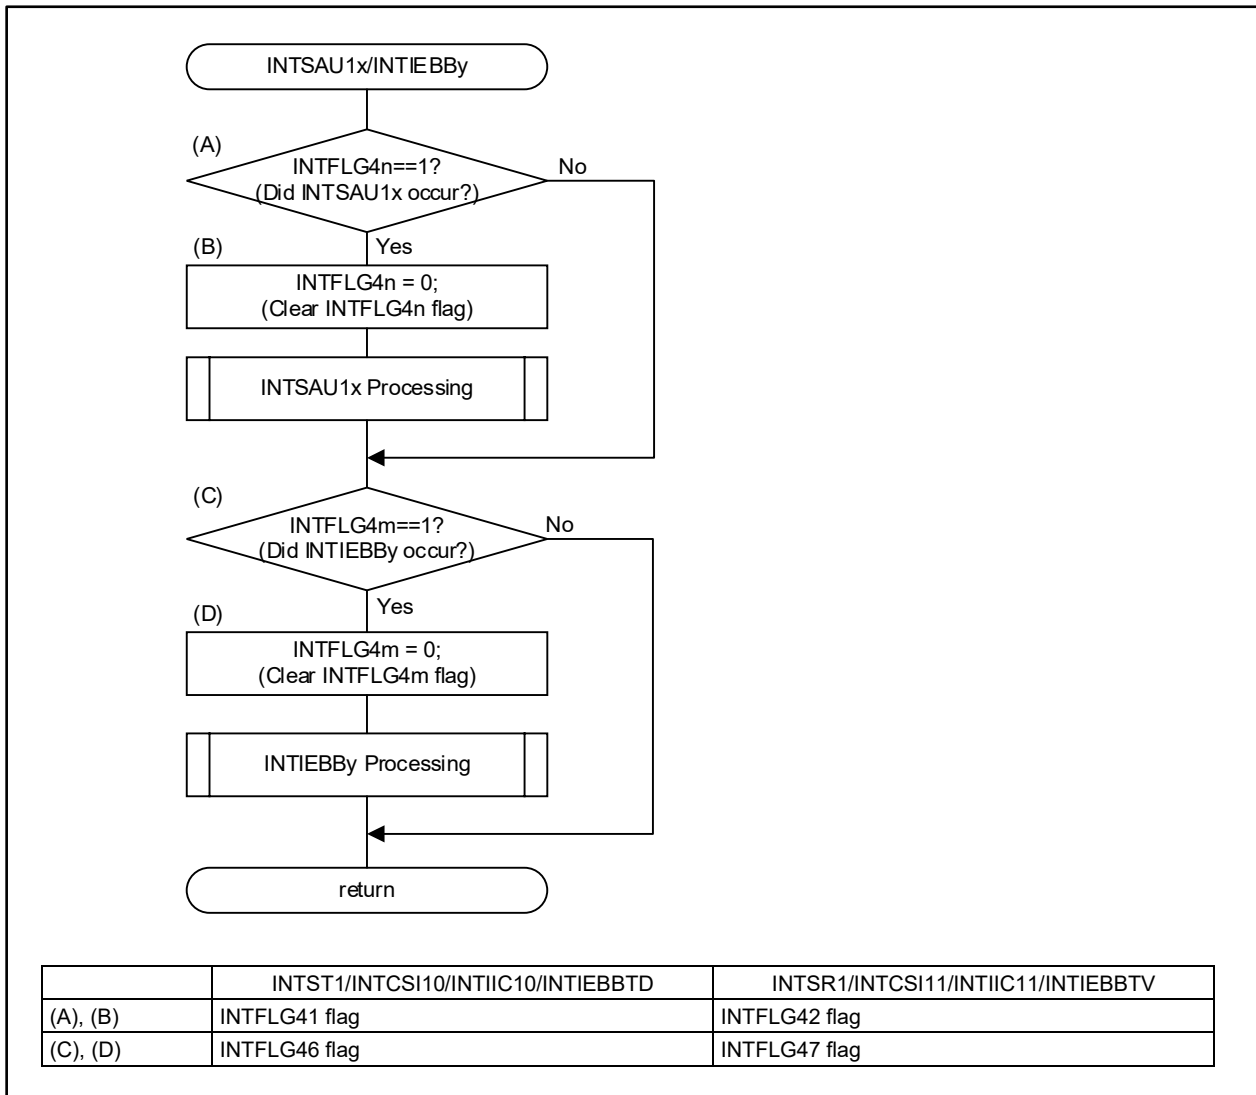 INTSAU1x/INTIEBBy
(A)
INTFLG4n==1?
(Did INTSAU1x occur?)
No
Yes
(B)
INTFLG4n = 0;
(Clear INTFLG4n flag)
INTSAU1x Processing
(C)
INTFLG4m==1?
(Did INTIEBBy occur?)
No
Yes
(D)
INTFLG4m = 0;
(Clear INTFLG4m flag)
INTIEBBy Processing
return
INTST1/INTCSI10/INTIIC10/INTIEBBTD INTSR1/INTCSI11/INTIIC11/INTIEBBTV
(A), (B) INTFLG41 flag INTFLG42 flag
(C), (D) INTFLG46 flag INTFLG47 flag